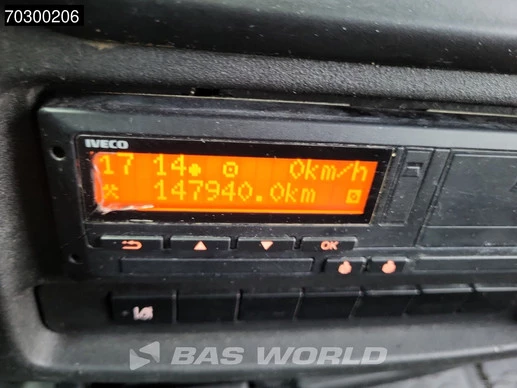 70300206
IVECO
17 14 0km/h
147940.0km
OK
BAS WORLD